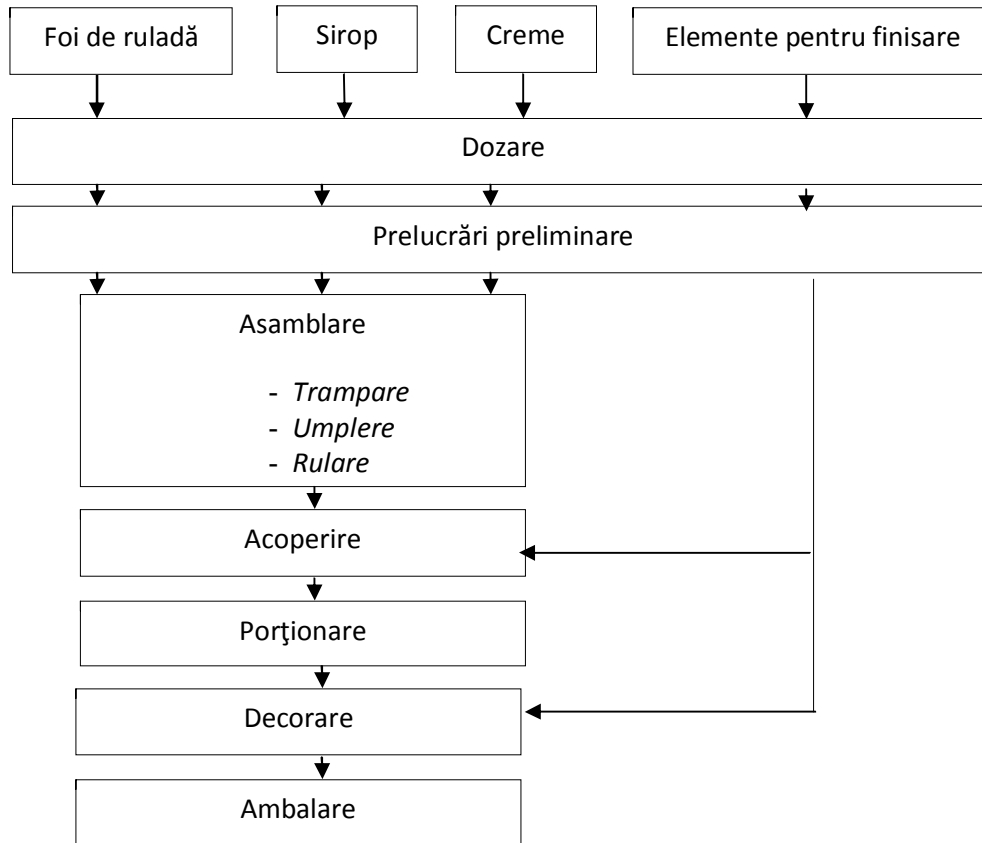 Foi de ruladă
Sirop
Creme
Elemente pentru finisare
Dozare
Prelucrări preliminare
Asamblare
- Trampare
- Umplere
- Rulare
Acoperire
Porţionare
Decorare
Ambalare